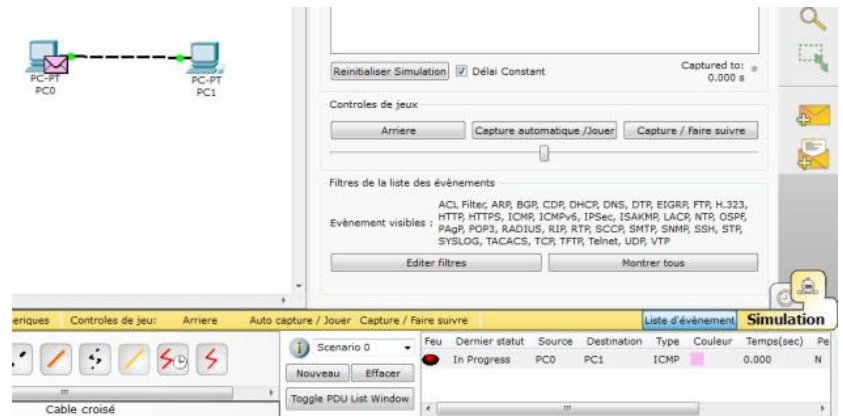 PC-PT
PC0
PC-PT
PC1
Reinitialiser Simulation
Délai Constant
Captured to:
0.000 s
Controles de jeux
Arriere
Capture automatique /Jouer
Capture / Faire suivre
Filtres de la liste des évènements
Evènement visibles :
ACL Filter, ARP, BGP, CDP, DHCP, DNS, DTP, EIGRP, FTP, H.323,
HTTP, HTTPS, ICMP, ICMPv6, IPSec, ISAKMP, LACP, NTP, OSPF,
PAgP, POP3, RADIUS, RIP, RTP, SCCP, SMTP, SNMP, SSH, STP,
SYSLOG, TACACS, TCP, TFTP, Telnet, UDP, VTP
Editer filtres
Montrer tous
eriques
Controles de jeu:
Arriere
Auto capture / Jouer
Capture / Faire suivre
Liste d'évènement
Simulation
Scenario 0
Nouveau
Effacer
Toggle PDU List Window
Feu Dernier statut Source Destination Type Couleur Temps(sec) Pe
In Progress PC0 PC1 ICMP 0.000 N
Cable croisé